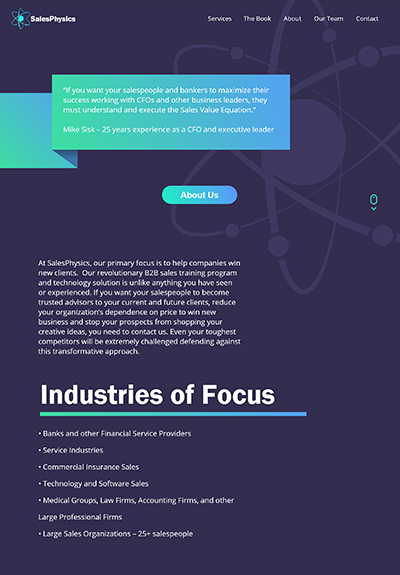 SalesPhysics
Services The Book About Our Team Contact
"If you want your salespeople and bankers to maximize their
success working with CFOs and other business leaders, they
must understand and execute the Sales Value Equation."
Mike Sisk – 25 years experience as a CFO and executive leader
About Us
At SalesPhysics, our primary focus is to help companies win
new clients.  Our revolutionary B2B sales training program
and technology solution is unlike anything you have seen
or experienced. If you want your salespeople to become
trusted advisors to your current and future clients, reduce
your organization's dependence on price to win new
business and stop your prospects from shopping your
creative ideas, you need to contact us. Even your toughest
competitors will be extremely challenged defending against
this transformative approach.
Industries of Focus
• Banks and other Financial Service Providers
• Service Industries
• Commercial Insurance Sales
• Technology and Software Sales
• Medical Groups, Law Firms, Accounting Firms, and other
Large Professional Firms
• Large Sales Organizations – 25+ salespeople